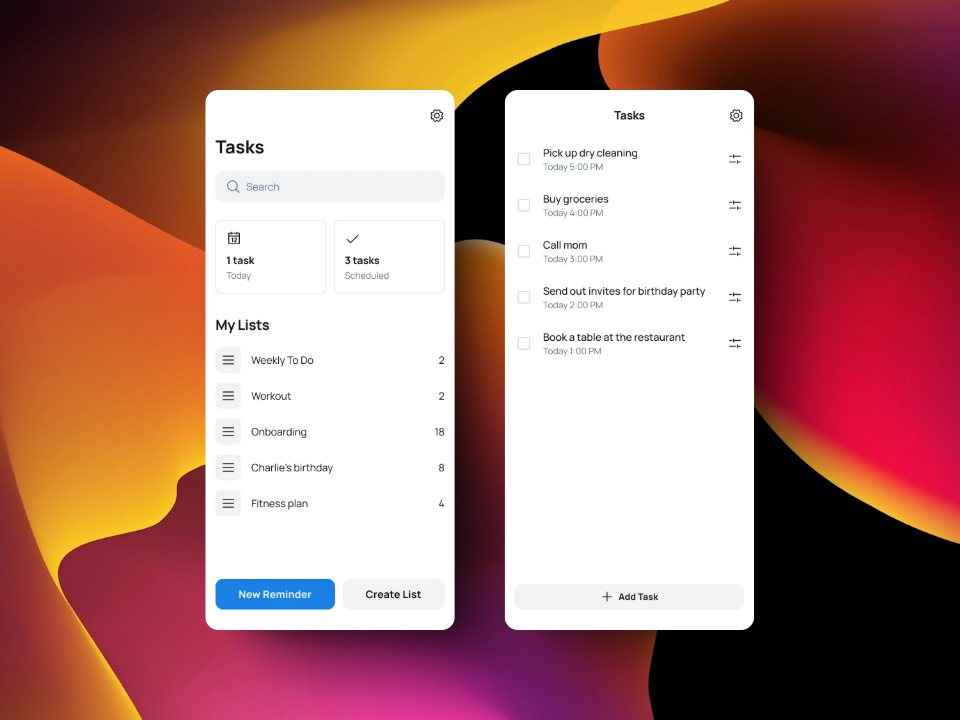 Tasks
Search
12
1 task
Today
3 tasks
Scheduled
My Lists
Weekly To Do 2
Workout 2
Onboarding 18
Charlie's birthday 8
Fitness plan 4
New Reminder
Create List
Tasks
Pick up dry cleaning
Today 5:00 PM
Buy groceries
Today 4:00 PM
Call mom
Today 3:00 PM
Send out invites for birthday party
Today 2:00 PM
Book a table at the restaurant
Today 1:00 PM
Add Task